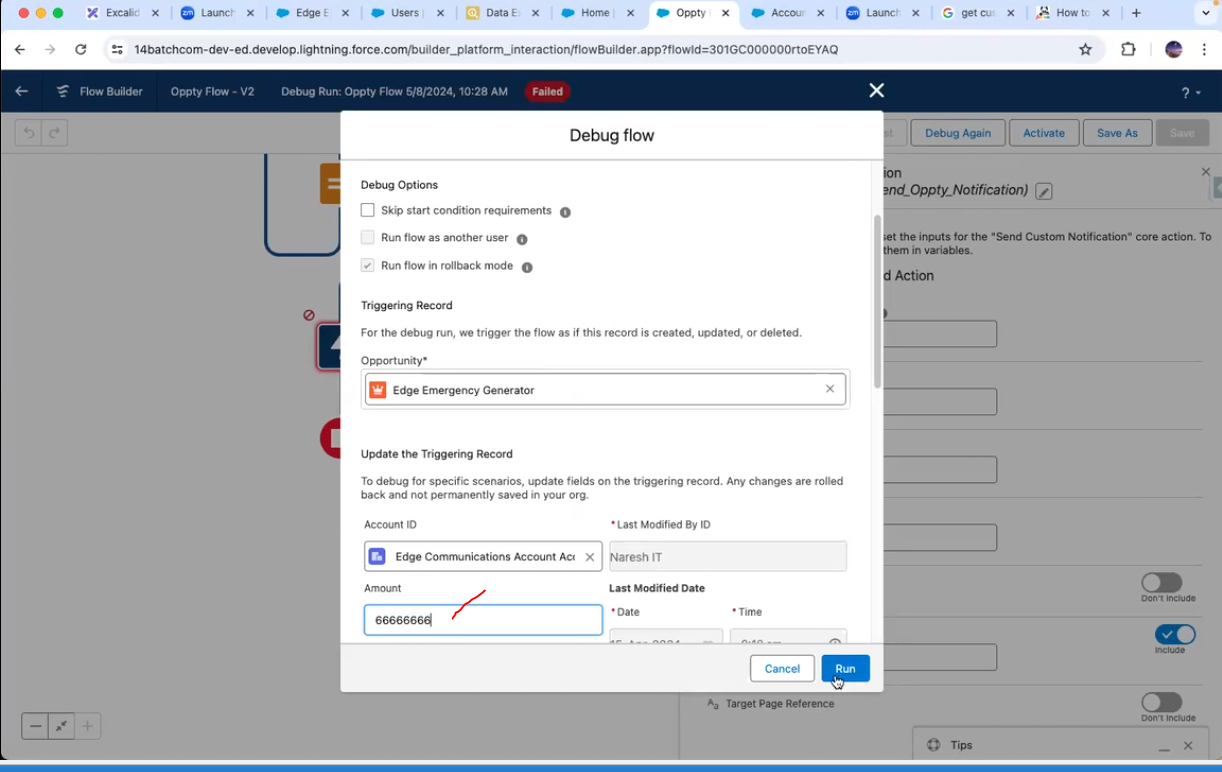 Excalid
Launch
Edge E
Users |
Data E
Home |
Oppty
Accou
Launch
get cus
How to
14batchcom-dev-ed.develop.lightning.force.com/builder_platform_interaction/flowBuilder.app?flowId=301GC000000rtoEYAQ
Flow Builder
Oppty Flow - V2
Debug Run: Oppty Flow 5/8/2024, 10:28 AM
Failed
?
Debug Again
Activate
Save As
Save
Debug flow
end_Oppty_Notification)
Debug Options
Skip start condition requirements
Run flow as another user
set the inputs for the "Send Custom Notification" core action. To
them in variables.
Run flow in rollback mode
d Action
Triggering Record
For the debug run, we trigger the flow as if this record is created, updated, or deleted.
Opportunity*
Edge Emergency Generator
Update the Triggering Record
To debug for specific scenarios, update fields on the triggering record. Any changes are rolled
back and not permanently saved in your org.
Account ID
* Last Modified By ID
Edge Communications Account Acc
Naresh IT
Amount
Last Modified Date
66666666
* Date
* Time
Don't Include
Include
Cancel
Run
Target Page Reference
Don't Include
Tips